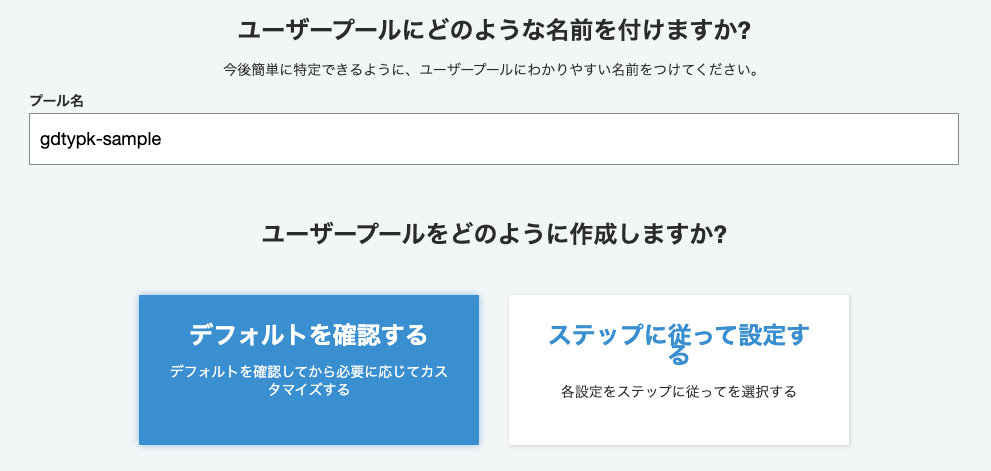 ユーザープールにどのような名前を付けますか?
今後簡単に特定できるように、ユーザープールにわかりやすい名前をつけてください。
プール名
gdtypk-sample
ユーザープールをどのように作成しますか?
デフォルトを確認する
デフォルトを確認してから必要に応じてカス
タマイズする
ステップに従って設定す
る
各設定をステップに従ってを選択する